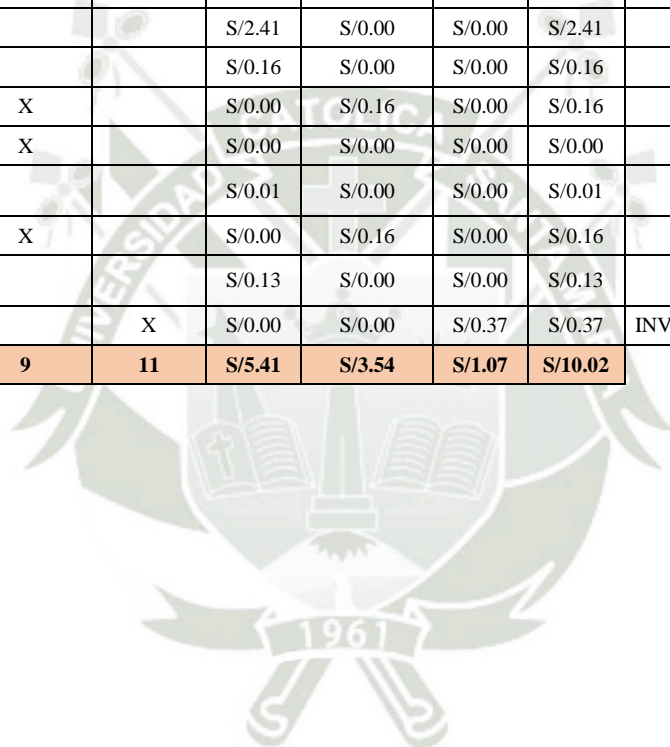 S/2.41 S/0.00 S/0.00 S/2.41
S/0.16 S/0.00 S/0.00 S/0.16
X S/0.00 S/0.16 S/0.00 S/0.16
X S/0.00 S/0.00 S/0.00 S/0.00
S/0.01 S/0.00 S/0.00 S/0.01
X S/0.00 S/0.16 S/0.00 S/0.16
S/0.13 S/0.00 S/0.00 S/0.13
X S/0.00 S/0.00 S/0.37 S/0.37 INV
9 11 S/5.41 S/3.54 S/1.07 S/10.02
UNIVERSIDAD CATOLICA SANTA MARIA
1961